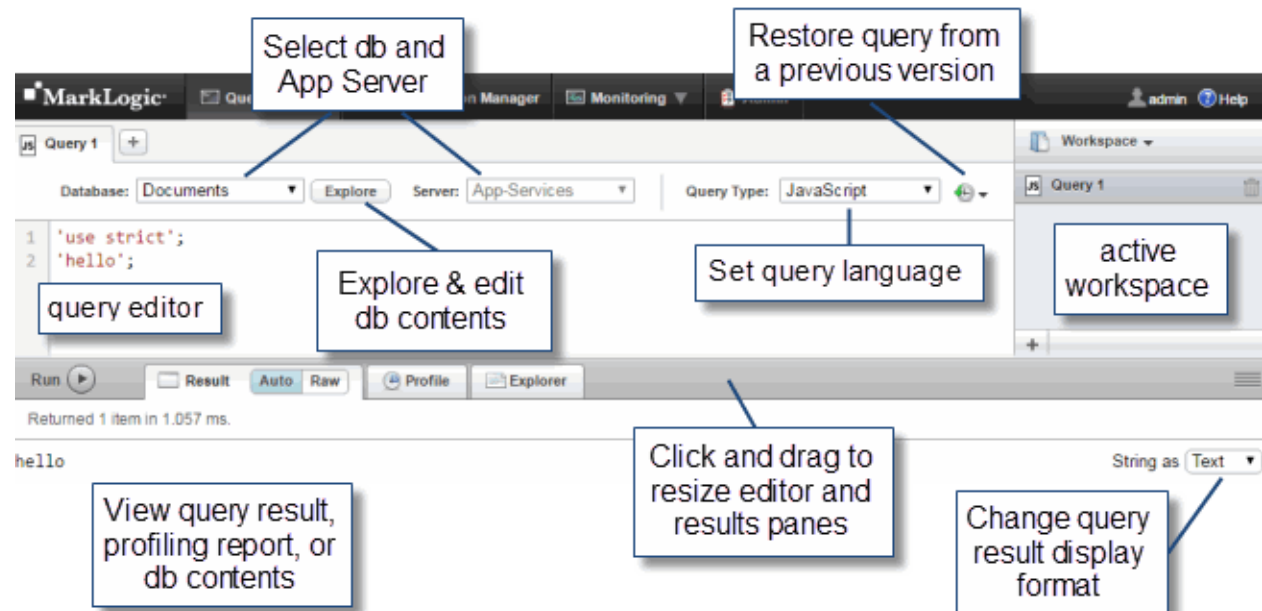 Select db and
App Server
Restore query from
a previous version
MarkLogic
Manager
Monitoring
admin
Help
Query 1
+
Workspace
Database:
Documents
Explore
Server:
App-Services
Query Type:
JavaScript
Query 1
1 'use strict';
2 'hello';
query editor
Explore & edit
db contents
Set query language
active
workspace
+
Run
Result
Auto
Raw
Profile
Explorer
Returned 1 item in 1.057 ms.
hello
String as
Text
View query result,
profiling report, or
db contents
Click and drag to
resize editor and
results panes
Change query
result display
format